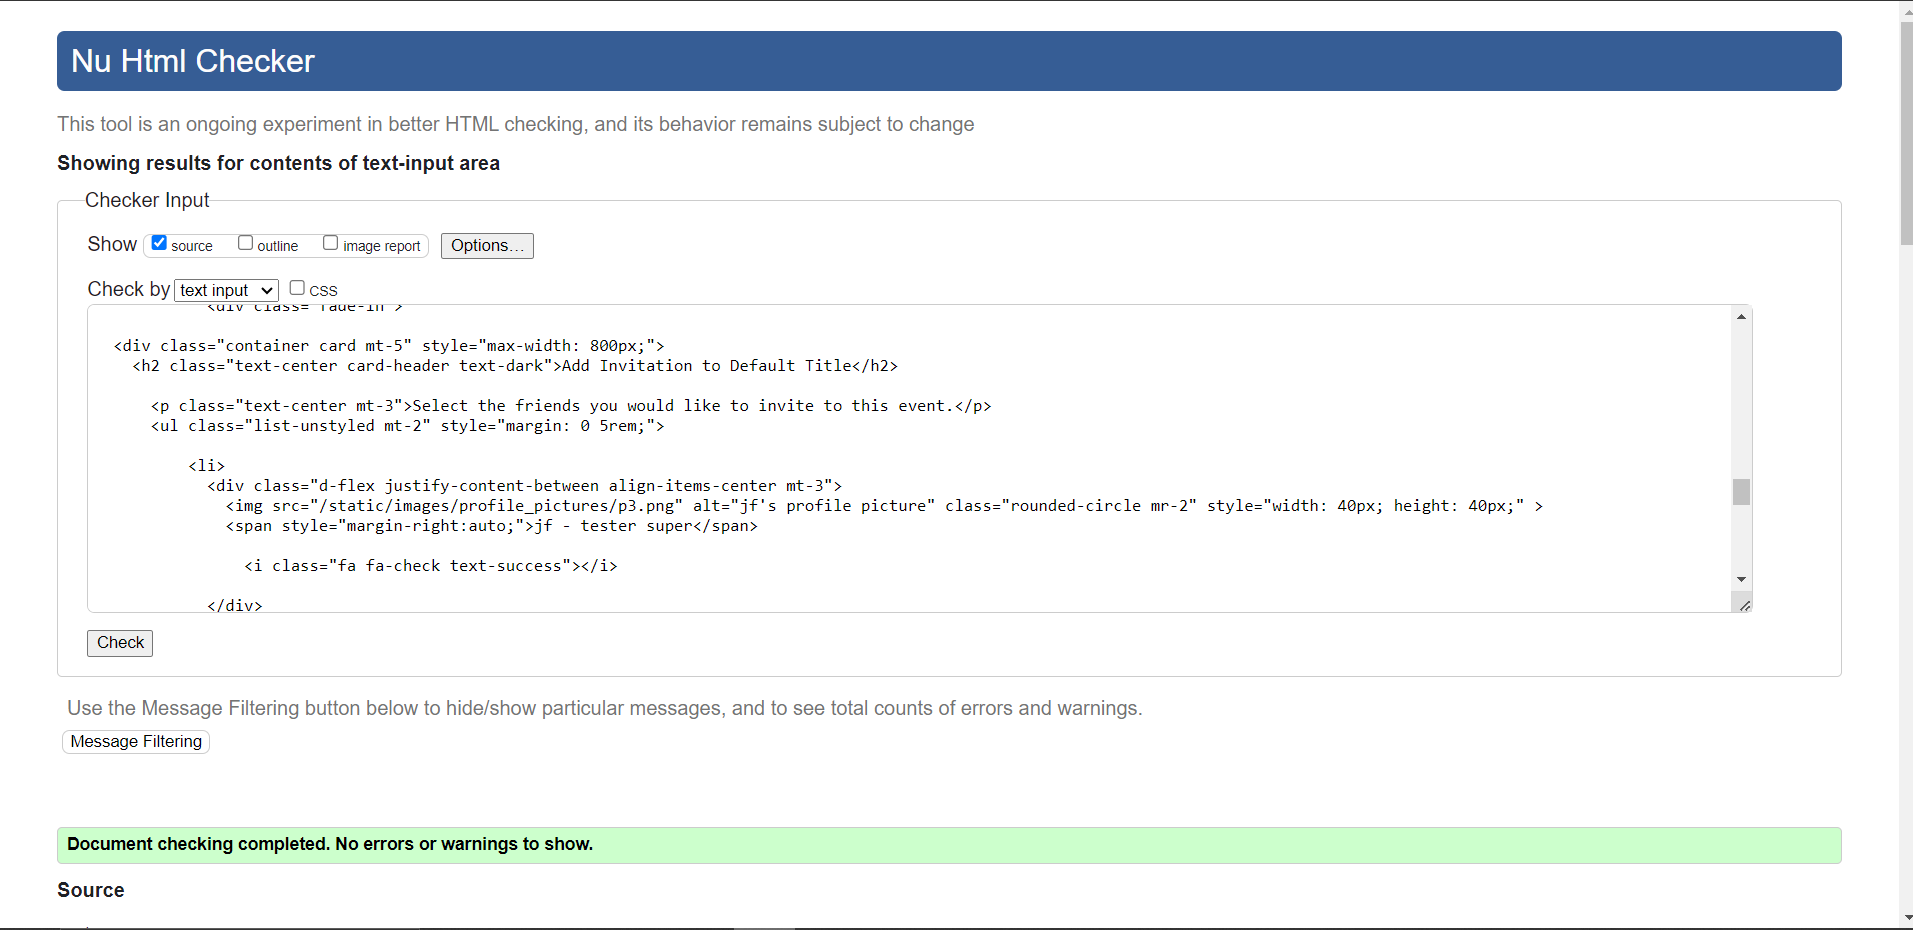 Nu Html Checker
This tool is an ongoing experiment in better HTML checking, and its behavior remains subject to change
Showing results for contents of text-input area
Checker Input
Show source outline image report Options...
Check by text input CSS
<div class="fade-in">
<div class="container card mt-5" style="max-width: 800px;">
<h2 class="text-center card-header text-dark">Add Invitation to Default Title</h2>
<p class="text-center mt-3">Select the friends you would like to invite to this event.</p>
<ul class="list-unstyled mt-2" style="margin: 0 5rem;">
<li>
<div class="d-flex justify-content-between align-items-center mt-3">
<img src="/static/images/profile_pictures/p3.png" alt="jf's profile picture" class="rounded-circle mr-2" style="width: 40px; height: 40px;" >
<span style="margin-right:auto;">jf - tester super</span>
<i class="fa fa-check text-success"></i>
</div>
Check
Use the Message Filtering button below to hide/show particular messages, and to see total counts of errors and warnings.
Message Filtering
Document checking completed. No errors or warnings to show.
Source